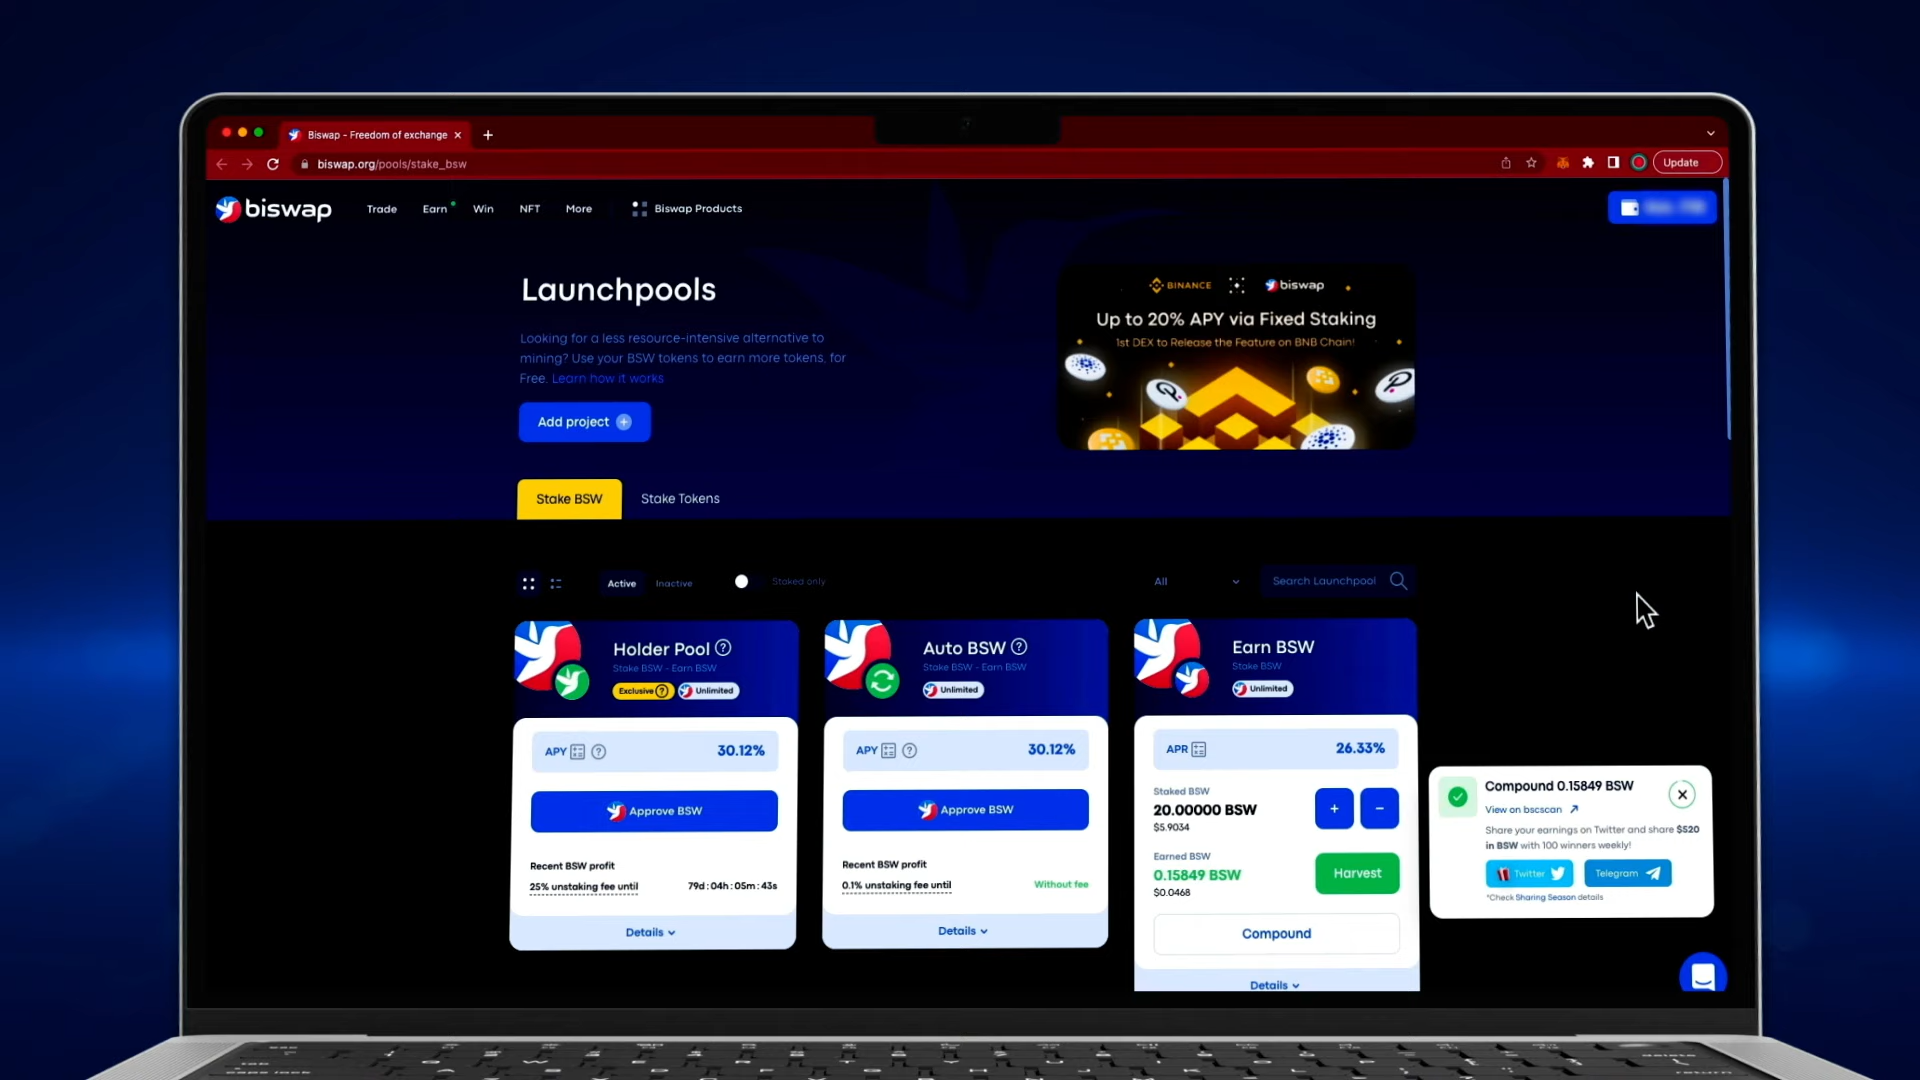 Biswap - Freedom of exchange
biswap.org/pools/stake_bsw
Update
biswap
Trade
Earn
Win
NFT
More
Biswap Products
Launchpools
Looking for a less resource-intensive alternative to
mining? Use your BSW tokens to earn more tokens, for
Free. Learn how it works
Add project
BINANCE
biswap
Up to 20% APY via Fixed Staking
1st DEX to Release the Feature on BNB Chain!
Stake BSW
Stake Tokens
Active
Inactive
Staked only
All
Search Launchpool
Holder Pool
Stake BSW - Earn BSW
Exclusive
Unlimited
APY
30.12%
Approve BSW
Recent BSW profit
25% unstaking fee until
79d : 04h : 05m : 43s
Details
Auto BSW
Stake BSW - Earn BSW
Unlimited
APY
30.12%
Approve BSW
Recent BSW profit
0.1% unstaking fee until
Without fee
Details
Earn BSW
Stake BSW
Unlimited
APR
26.33%
Staked BSW
20.00000 BSW
$5.9034
+
-
Earned BSW
0.15849 BSW
$0.0468
Harvest
Compound
Details
Compound 0.15849 BSW
View on bscscan
Share your earnings on Twitter and share $520
in BSW with 100 winners weekly!
Twitter
Telegram
*Check Sharing Season details